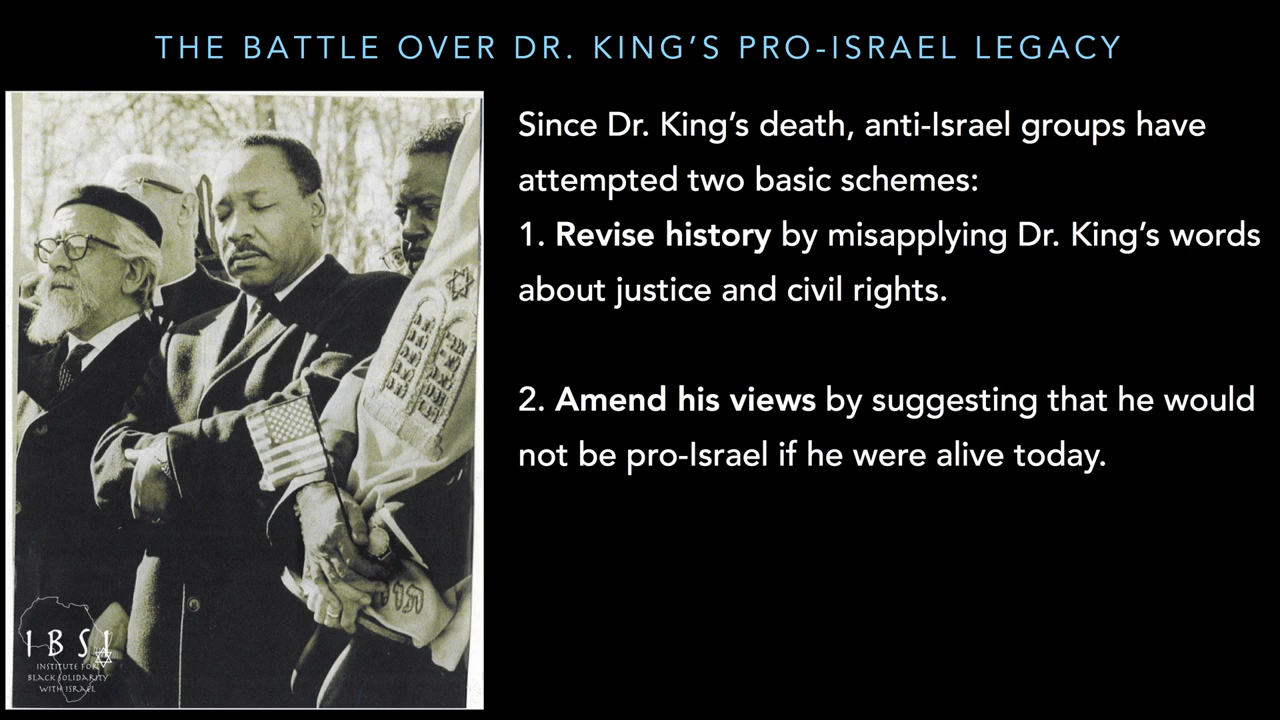 THE BATTLE OVER DR. KING'S PRO-ISRAEL LEGACY
Since Dr. King's death, anti-Israel groups have
attempted two basic schemes:
1. Revise history by misapplying Dr. King's words
about justice and civil rights.
2. Amend his views by suggesting that he would
not be pro-Israel if he were alive today.
IBSI
INSTITUTE FOR
BLACK SOLIDARITY
WITH ISRAEL